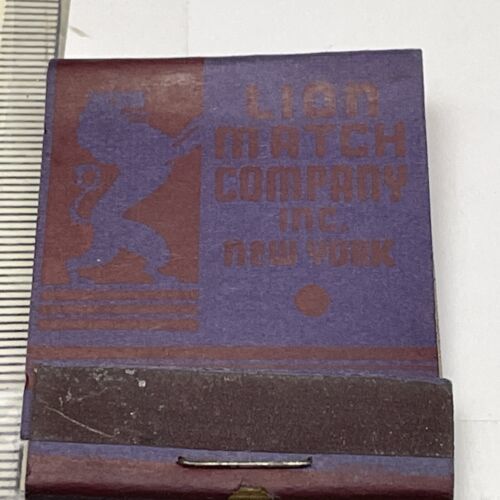 LION
MATCH
COMPANY
INC.
NEW YORK